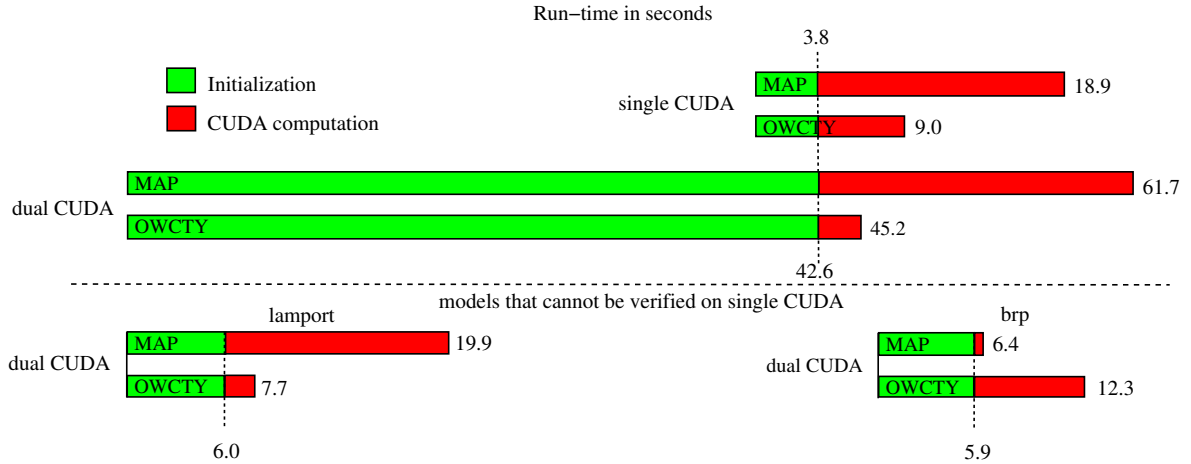 Run−time in seconds
3.8
Initialization
MAP
18.9
single CUDA
CUDA computation
OWCTY
9.0
MAP
61.7
dual CUDA
OWCTY
45.2
42.6
models that cannot be verified on single CUDA
lamport
brp
MAP
19.9
MAP
6.4
dual CUDA
dual CUDA
OWCTY
7.7
OWCTY
12.3
6.0
5.9